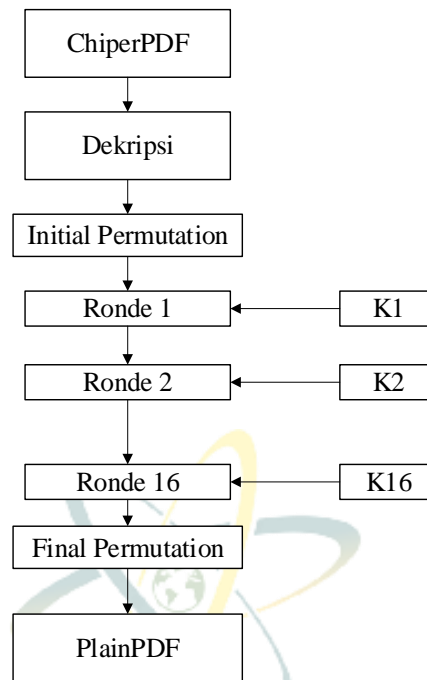 ChiperPDF
Dekripsi
Initial Permutation
Ronde 1
K1
Ronde 2
K2
Ronde 16
K16
Final Permutation
PlainPDF